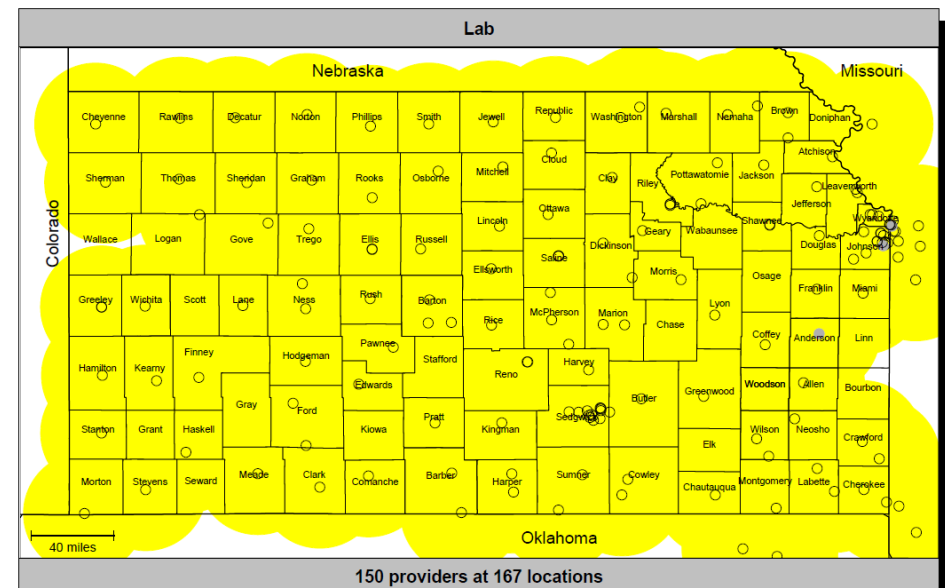 Lab
Nebraska
Missouri
Cheyenne Rawlins Decatur Norton Phillips Smith Jewell Republic Washington Marshall Nemaha Brown Doniphan
Atchison
Cloud
Sherman Thomas Sheridan Graham Rooks Osborne Mitchell Clay Riley Pottawatomie Jackson Leavenworth
Jefferson
Ottawa
Lincoln
Wyandotte
Colorado
Wallace Logan Gove Trego Ellis Russell Dickinson Geary Wabaunsee Shawnee Douglas Johnson
Saline
Ellsworth
Morris
Osage
Greeley Wichita Scott Lane Ness Rush Barton Lyon Franklin Miami
Rice McPherson Marion Chase
Coffey Anderson Linn
Pawnee
Finney
Hodgeman Stafford
Hamilton Kearny Reno Harvey
Edwards Woodson Allen Bourbon
Gray Ford Butler Greenwood
Stanton Grant Haskell Kiowa Pratt Kingman Sedgwick Wilson Neosho
Crawford
Elk
Morton Stevens Seward Meade Clark Comanche Barber Harper Sumner Cowley Chautauqua Montgomery Labette Cherokee
Oklahoma
40 miles
150 providers at 167 locations